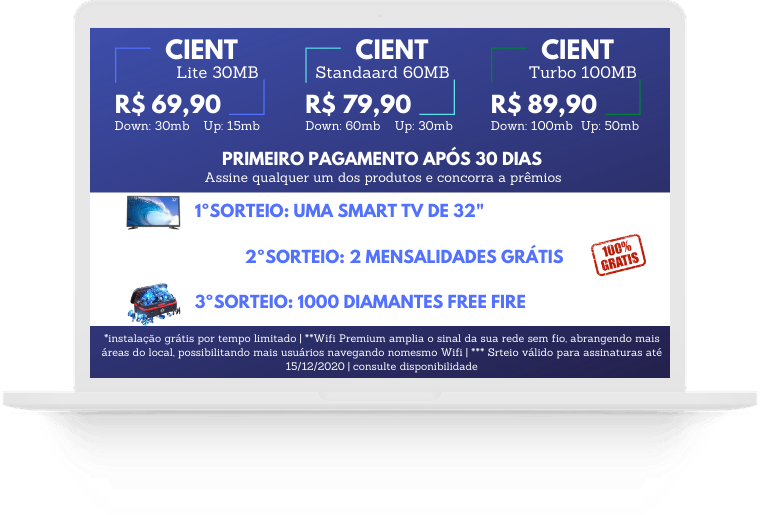 CIENT CIENT CIENT
Lite 30MB Standaard 60MB Turbo 100MB
R$ 69,90 R$ 79,90 R$ 89,90
Down: 30mb Up: 15mb Down: 60mb Up: 30mb Down: 100mb Up: 50mb
PRIMEIRO PAGAMENTO APÓS 30 DIAS
Assine qualquer um dos produtos e concorra a prêmios
1°SORTEIO: UMA SMART TV DE 32"
2°SORTEIO: 2 MENSALIDADES GRÁTIS
100%
GRATIS
3°SORTEIO: 1000 DIAMANTES FREE FIRE
*instalação grátis por tempo limitado | **Wifi Premium amplia o sinal da sua rede sem fio, abrangendo mais
áreas do local, possibilitando mais usuários navegando nomesmo Wifi | *** Srteio válido para assinaturas até
15/12/2020 | consulte disponibilidade